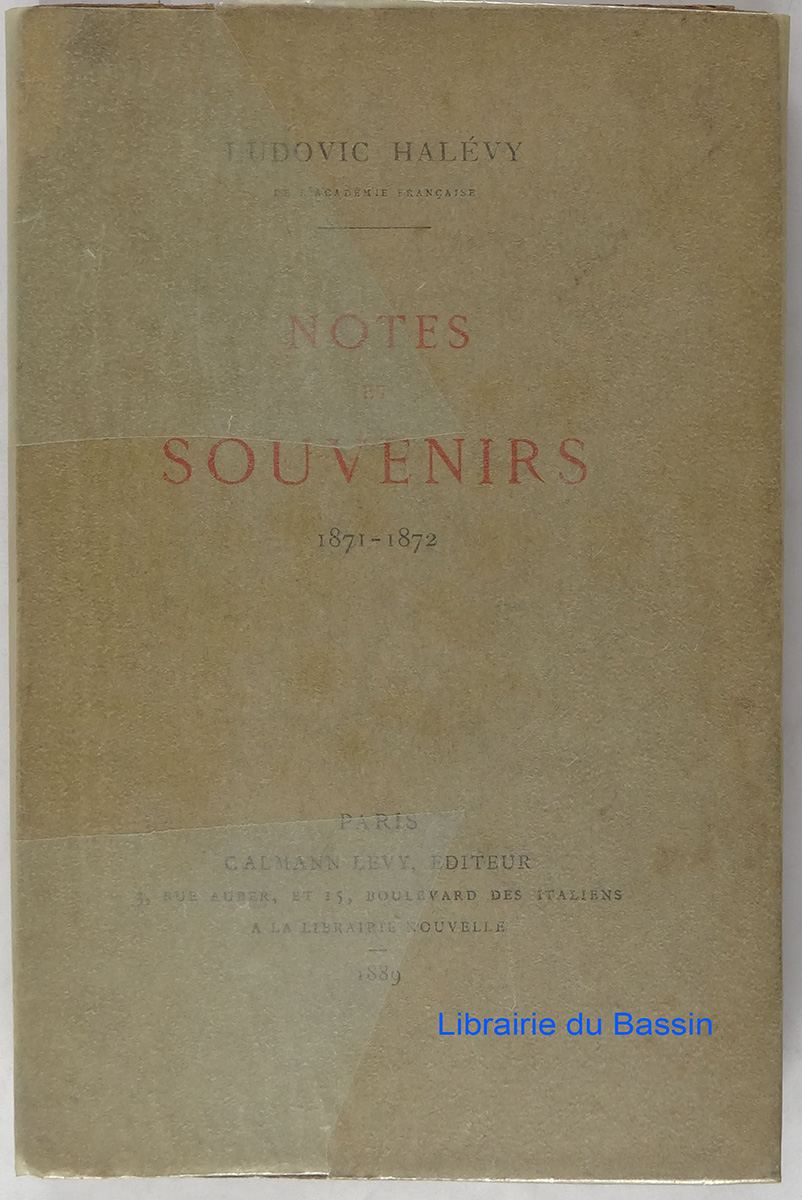 LUDOVIC HALÉVY
DE L'ACADÉMIE FRANÇAISE
NOTES
ET
SOUVENIRS
1871-1872
PARIS
CALMANN LÉVY, ÉDITEUR
3, RUE AUBER, ET 15, BOULEVARD DES ITALIENS
A LA LIBRAIRIE NOUVELLE
1889
Librairie du Bassin